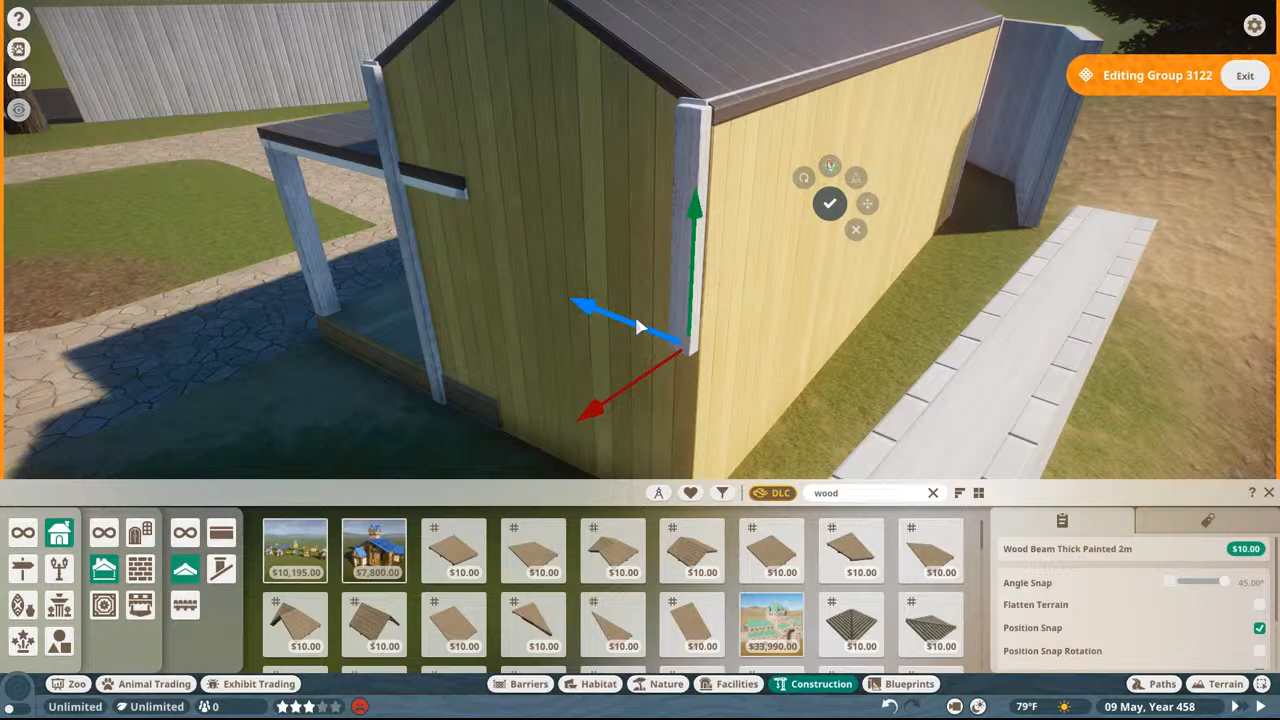 Editing Group 3122
Exit
DLC
wood
Wood Beam Thick Painted 2m
$10.00
Angle Snap
45.00°
Flatten Terrain
Position Snap
Position Snap Rotation
$10,195.00
$7,800.00
$10.00
$10.00
$10.00
$10.00
$10.00
$10.00
$10.00
$10.00
$10.00
$10.00
$10.00
$10.00
$10.00
$33,990.00
$10.00
$10.00
Zoo
Animal Trading
Exhibit Trading
Barriers
Habitat
Nature
Facilities
Construction
Blueprints
Paths
Terrain
Unlimited
Unlimited
0
79°F
09 May, Year 458